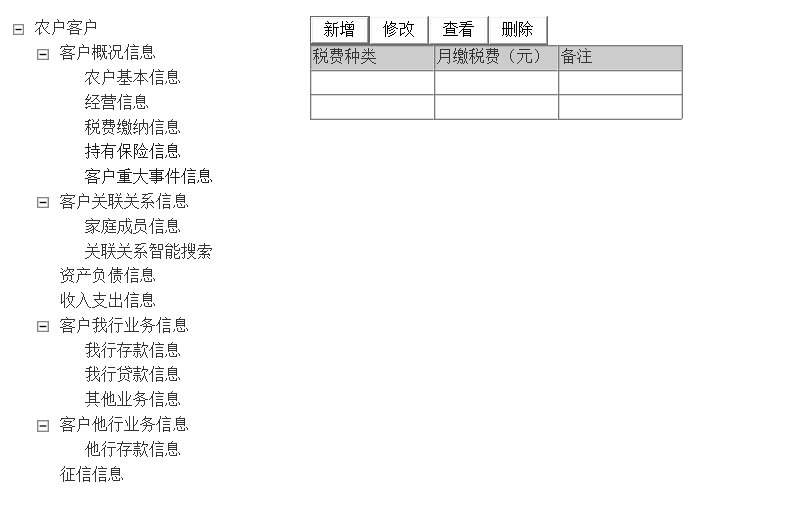 农户客户
客户概况信息
农户基本信息
经营信息
税费缴纳信息
持有保险信息
客户重大事件信息
客户关联关系信息
家庭成员信息
关联关系智能搜索
资产负债信息
收入支出信息
客户我行业务信息
我行存款信息
我行贷款信息
其他业务信息
客户他行业务信息
他行存款信息
征信信息
新增 修改 查看 删除
税费种类 月缴税费（元） 备注